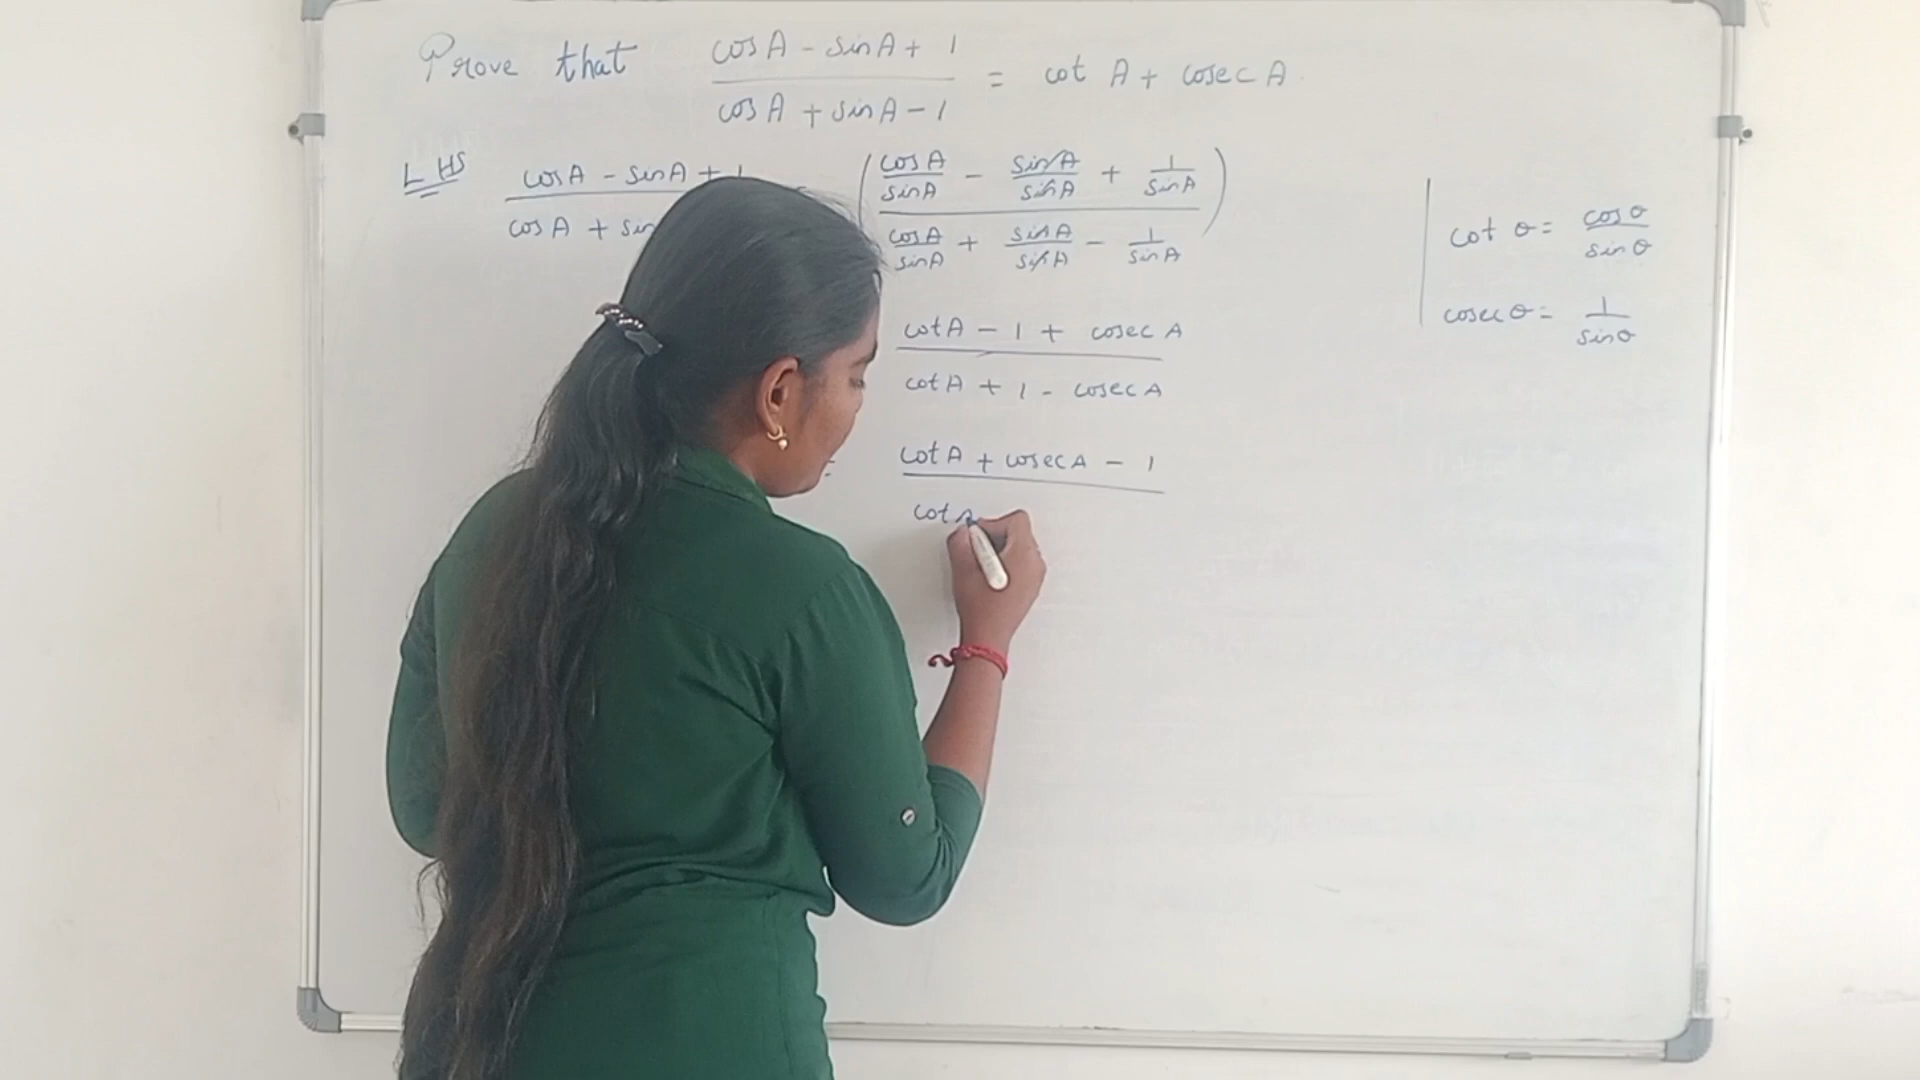 Prove that (cos A - sin A + 1) / (cos A + sin A - 1) = cot A + cosec A
LHS (cos A - sin A + 1) / (cos A + sin ((cos A / sin A) - (sin A / sin A) + (1 / sin A)) / ((cos A / sin A) + (sin A / sin A) - (1 / sin A))
(cot A - 1 + cosec A) / (cot A + 1 - cosec A)
= (cot A + cosec A - 1) / (cot A
cot θ = cos θ / sin θ
cosec θ = 1 / sin θ